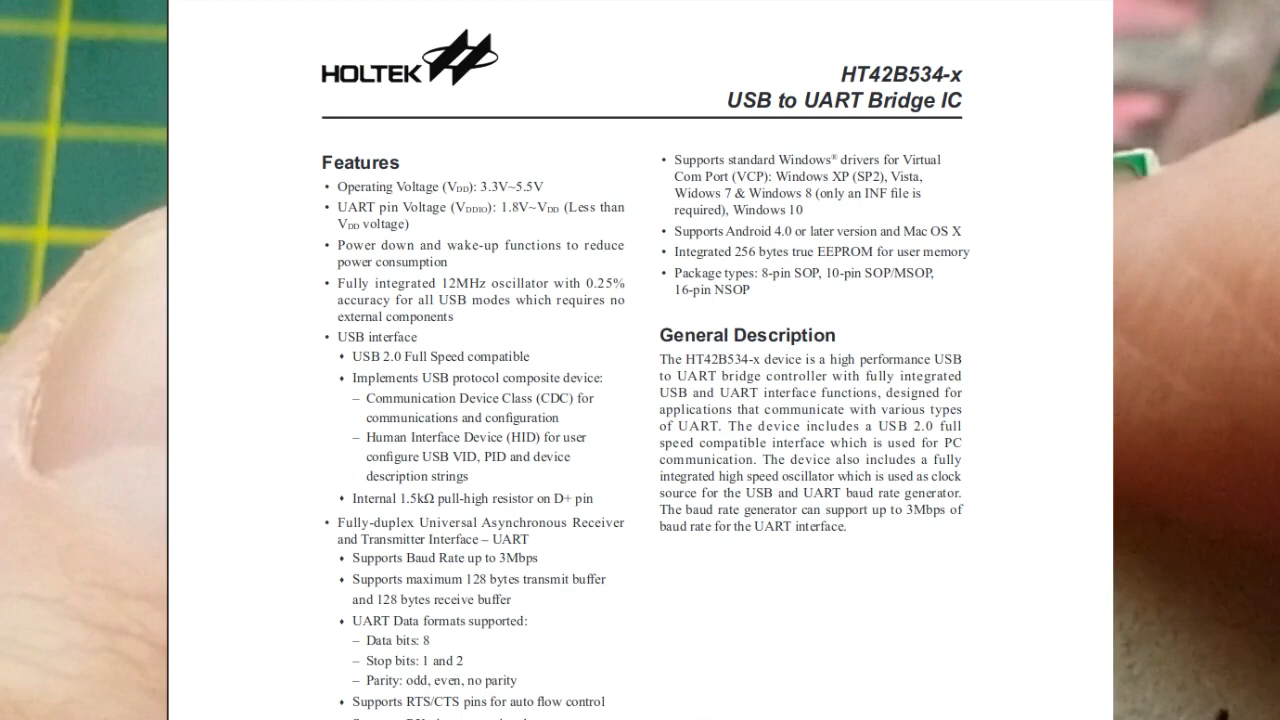 HOLTEK
HT42B534-x
USB to UART Bridge IC
Features
• Operating Voltage (VDD): 3.3V~5.5V
• UART pin Voltage (VDDIO): 1.8V~VDD (Less than
VDD voltage)
• Power down and wake-up functions to reduce
power consumption
• Fully integrated 12MHz oscillator with 0.25%
accuracy for all USB modes which requires no
external components
• USB interface
♦ USB 2.0 Full Speed compatible
♦ Implements USB protocol composite device:
– Communication Device Class (CDC) for
communications and configuration
– Human Interface Device (HID) for user
configure USB VID, PID and device
description strings
♦ Internal 1.5kΩ pull-high resistor on D+ pin
• Fully-duplex Universal Asynchronous Receiver
and Transmitter Interface – UART
♦ Supports Baud Rate up to 3Mbps
♦ Supports maximum 128 bytes transmit buffer
and 128 bytes receive buffer
♦ UART Data formats supported:
– Data bits: 8
– Stop bits: 1 and 2
– Parity: odd, even, no parity
♦ Supports RTS/CTS pins for auto flow control
• Supports standard Windows® drivers for Virtual
Com Port (VCP): Windows XP (SP2), Vista,
Widows 7 & Windows 8 (only an INF file is
required), Windows 10
• Supports Android 4.0 or later version and Mac OS X
• Integrated 256 bytes true EEPROM for user memory
• Package types: 8-pin SOP, 10-pin SOP/MSOP,
16-pin NSOP
General Description
The HT42B534-x device is a high performance USB
to UART bridge controller with fully integrated
USB and UART interface functions, designed for
applications that communicate with various types
of UART. The device includes a USB 2.0 full
speed compatible interface which is used for PC
communication. The device also includes a fully
integrated high speed oscillator which is used as clock
source for the USB and UART baud rate generator.
The baud rate generator can support up to 3Mbps of
baud rate for the UART interface.